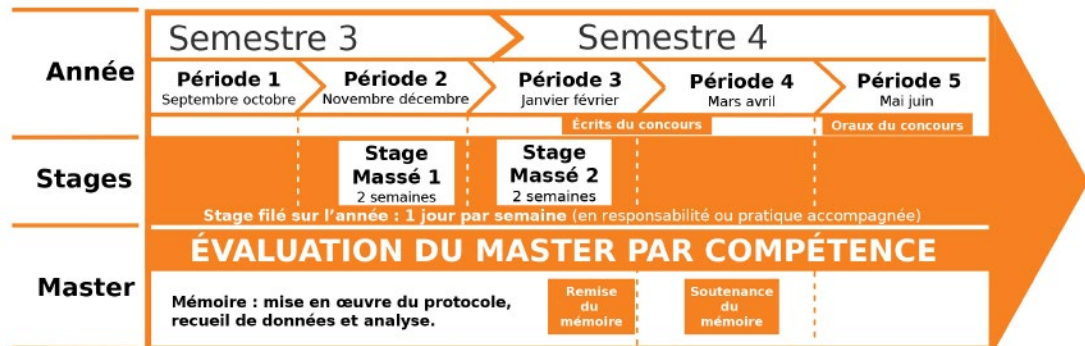 Semestre 3
Semestre 4
Année
Période 1
Septembre octobre
Période 2
Novembre décembre
Période 3
Janvier février
Période 4
Mars avril
Période 5
Mai juin
Écrits du concours
Oraux du concours
Stages
Stage
Massé 1
2 semaines
Stage
Massé 2
2 semaines
Stage filé sur l’année : 1 jour par semaine (en responsabilité ou pratique accompagnée)
ÉVALUATION DU MASTER PAR COMPÉTENCE
Master
Mémoire : mise en œuvre du protocole,
recueil de données et analyse.
Remise
du
mémoire
Soutenance
du
mémoire